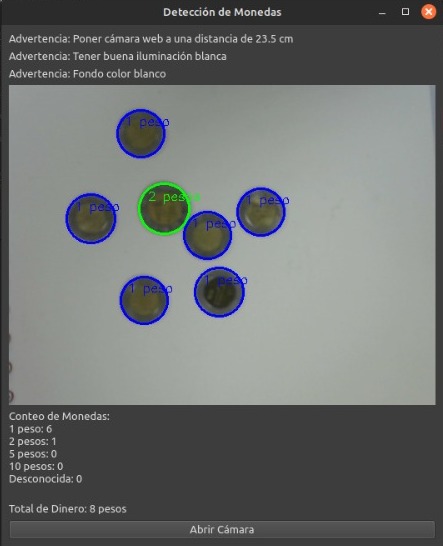 Detección de Monedas
Advertencia: Poner cámara web a una distancia de 23.5 cm
Advertencia: Tener buena iluminación blanca
Advertencia: Fondo color blanco
1 peso
2 pesos
1 peso
1 peso
1 peso
1 peso
1 peso
Conteo de Monedas:
1 peso: 6
2 pesos: 1
5 pesos: 0
10 pesos: 0
Desconocida: 0
Total de Dinero: 8 pesos
Abrir Cámara